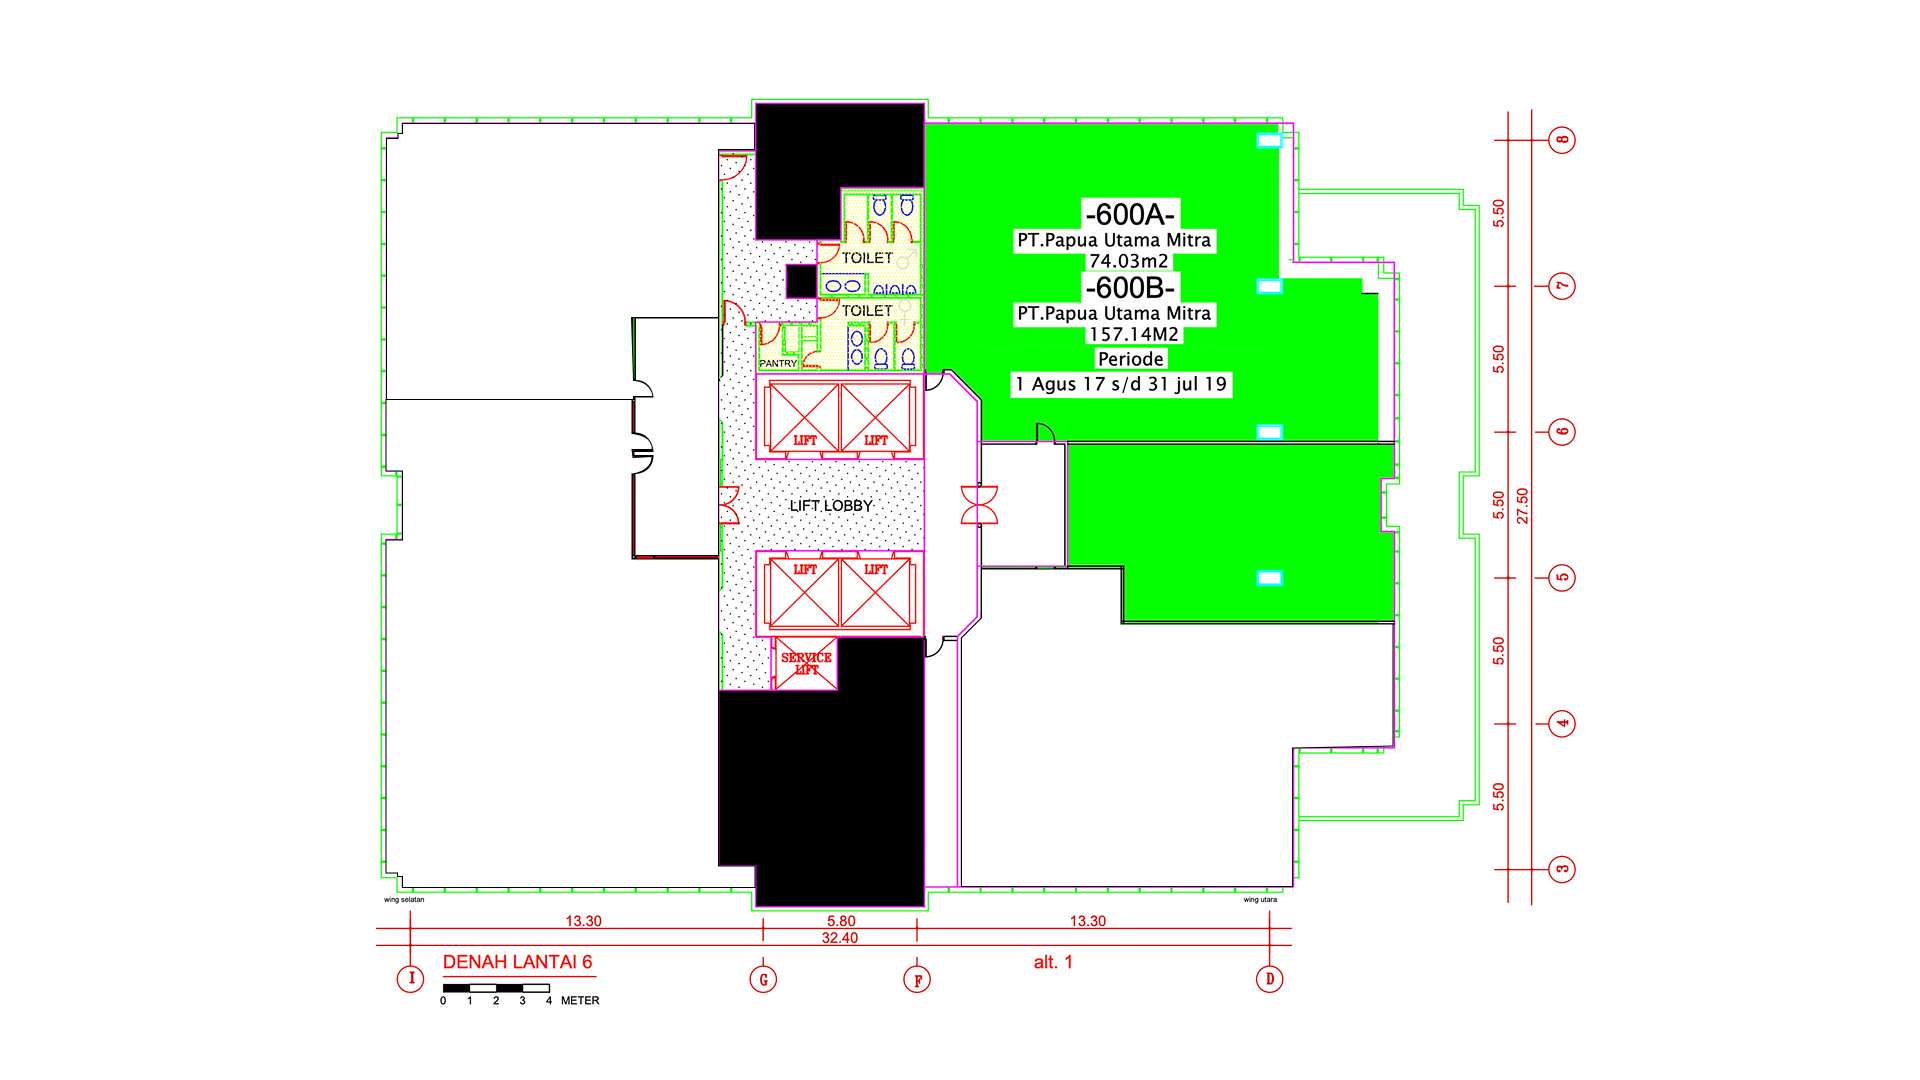 -600A-
PT.Papua Utama Mitra
74.03m2
-600B-
PT.Papua Utama Mitra
157.14M2
Periode
1 Agus 17 s/d 31 jul 19
TOILET
TOILET
PANTRY
LIFT
LIFT
LIFT LOBBY
LIFT
LIFT
SERVICE
LIFT
8
5.50
7
5.50
6
5.50
27.50
5
5.50
4
5.50
3
wing selatan
wing utara
13.30
5.80
13.30
32.40
DENAH LANTAI 6
alt. 1
I
G
F
D
0 1 2 3 4 METER